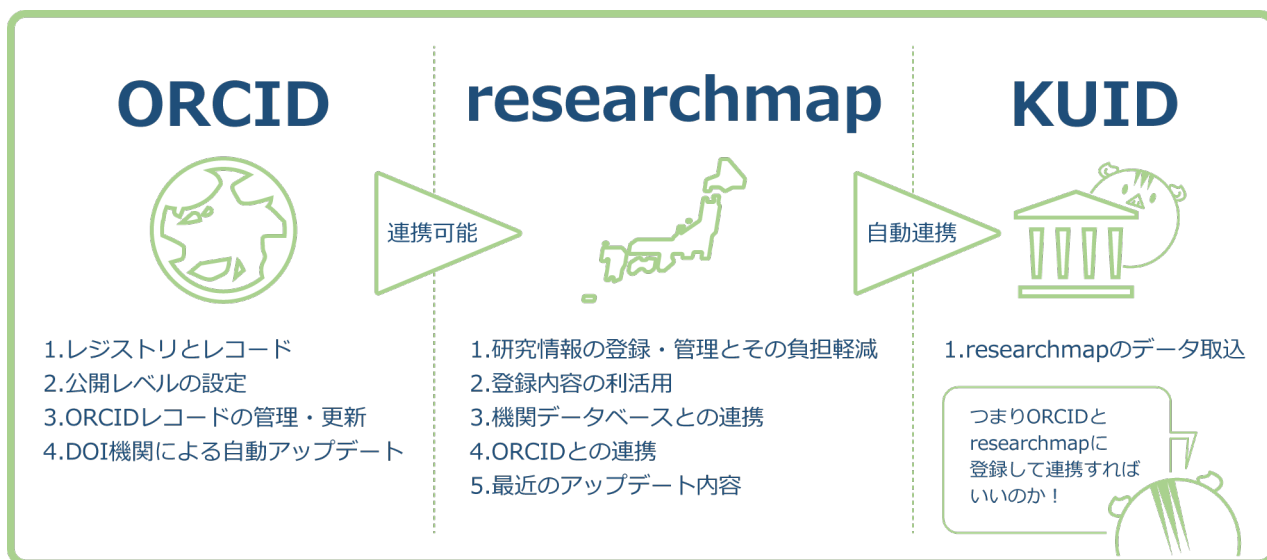 ORCID
連携可能
1.レジストリとレコード
2.公開レベルの設定
3.ORCIDレコードの管理・更新
4.DOI機関による自動アップデート
researchmap
自動連携
1.研究情報の登録・管理とその負担軽減
2.登録内容の利活用
3.機関データベースとの連携
4.ORCIDとの連携
5.最近のアップデート内容
KUID
1.researchmapのデータ取込
つまりORCIDと
researchmapに
登録して連携すれば
いいのか！